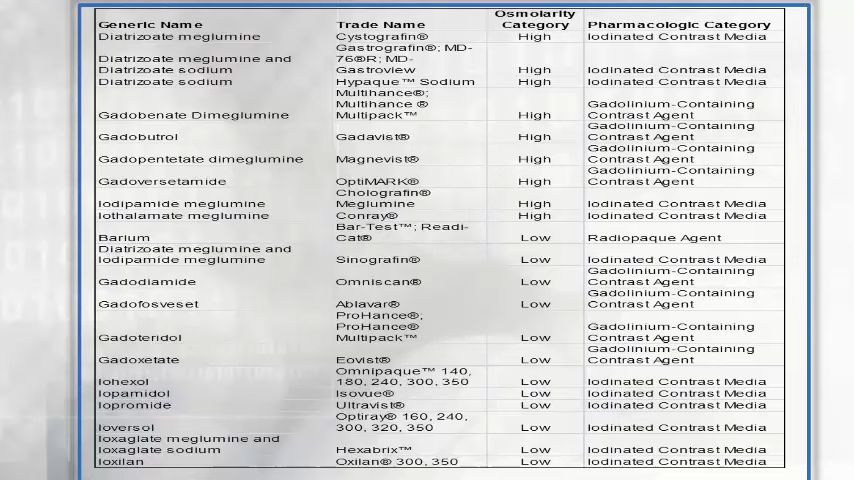 Generic Name Trade Name Osmolarity Category Pharmacologic Category
Diatrizoate meglumine Cystografin® High Iodinated Contrast Media
Diatrizoate meglumine and Diatrizoate sodium Gastrografin®; MD-76®R; MD-Gastroview High Iodinated Contrast Media
Diatrizoate sodium Hypaque™ Sodium High Iodinated Contrast Media
Gadobenate Dimeglumine Multihance®; Multihance ® Multipack™ High Gadolinium-Containing Contrast Agent
Gadobutrol Gadavist® High Gadolinium-Containing Contrast Agent
Gadopentetate dimeglumine Magnevist® High Gadolinium-Containing Contrast Agent
Gadoversetamide OptiMARK® High Gadolinium-Containing Contrast Agent
Iodipamide meglumine Cholografin® Meglumine High Iodinated Contrast Media
Iothalamate meglumine Conray® High Iodinated Contrast Media
Barium Bar-Test™; Readi-Cat® Low Radiopaque Agent
Diatrizoate meglumine and Iodipamide meglumine Sinografin® Low Iodinated Contrast Media
Gadodiamide Omniscan® Low Gadolinium-Containing Contrast Agent
Gadofosveset Ablavar® Low Gadolinium-Containing Contrast Agent
Gadoteridol ProHance®; ProHance® Multipack™ Low Gadolinium-Containing Contrast Agent
Gadoxetate Eovist® Low Gadolinium-Containing Contrast Agent
Iohexol Omnipaque™ 140, 180, 240, 300, 350 Low Iodinated Contrast Media
Iopamidol Isovue® Low Iodinated Contrast Media
Iopromide Ultravist® Low Iodinated Contrast Media
Ioversol Optiray® 160, 240, 300, 320, 350 Low Iodinated Contrast Media
Ioxaglate meglumine and Ioxaglate sodium Hexabrix™ Low Iodinated Contrast Media
Ioxilan Oxilan® 300, 350 Low Iodinated Contrast Media